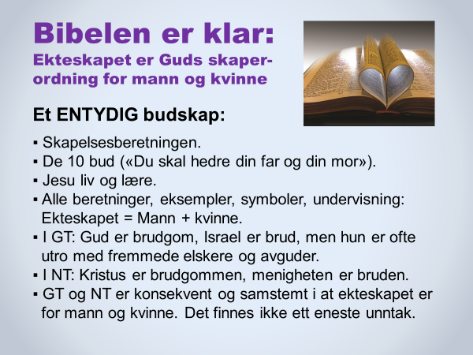 Bibelen er klar:
Ekteskapet er Guds skaper-
ordning for mann og kvinne
Et ENTYDIG budskap:
▪ Skapelsesberetningen.
▪ De 10 bud («Du skal hedre din far og din mor»).
▪ Jesu liv og lære.
▪ Alle beretninger, eksempler, symboler, undervisning:
Ekteskapet = Mann + kvinne.
▪ I GT: Gud er brudgom, Israel er brud, men hun er ofte
utro med fremmede elskere og avguder.
▪ I NT: Kristus er brudgommen, menigheten er bruden.
▪ GT og NT er konsekvent og samstemt i at ekteskapet er
for mann og kvinne. Det finnes ikke ett eneste unntak.